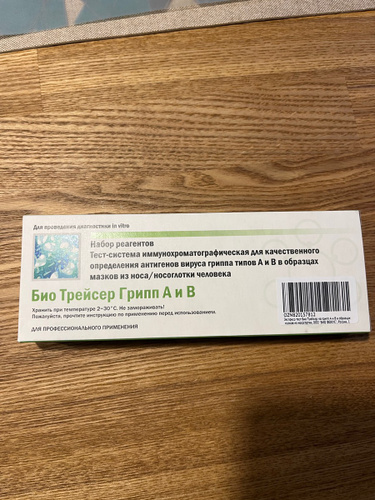 Для проведения диагностики in vitro
Набор реагентов
Тест-система иммунохроматографическая для качественного
определения антигенов вируса гриппа типов А и В в образцах
мазков из носа/носоглотки человека
Био Трейсер Грипп А и В
Хранить при температуре 2-30°С. Не замораживать!
Пожалуйста, прочтите инструкцию по применению перед использованием.
ДЛЯ ПРОФЕССИОНАЛЬНОГО ПРИМЕНЕНИЯ
OZN820157812